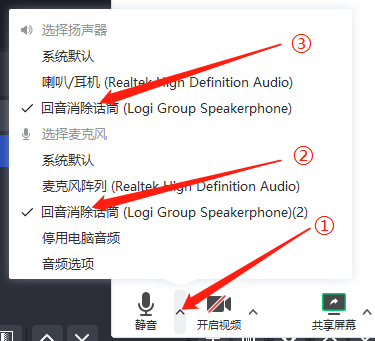 选择扬声器
③
系统默认
喇叭/耳机 (Realtek High Definition Audio)
回音消除话筒 (Logi Group Speakerphone)
选择麦克风
系统默认
②
麦克风阵列 (Realtek High Definition Audio)
回音消除话筒 (Logi Group Speakerphone)(2)
①
停用电脑音频
音频选项
静音 开启视频 共享屏幕